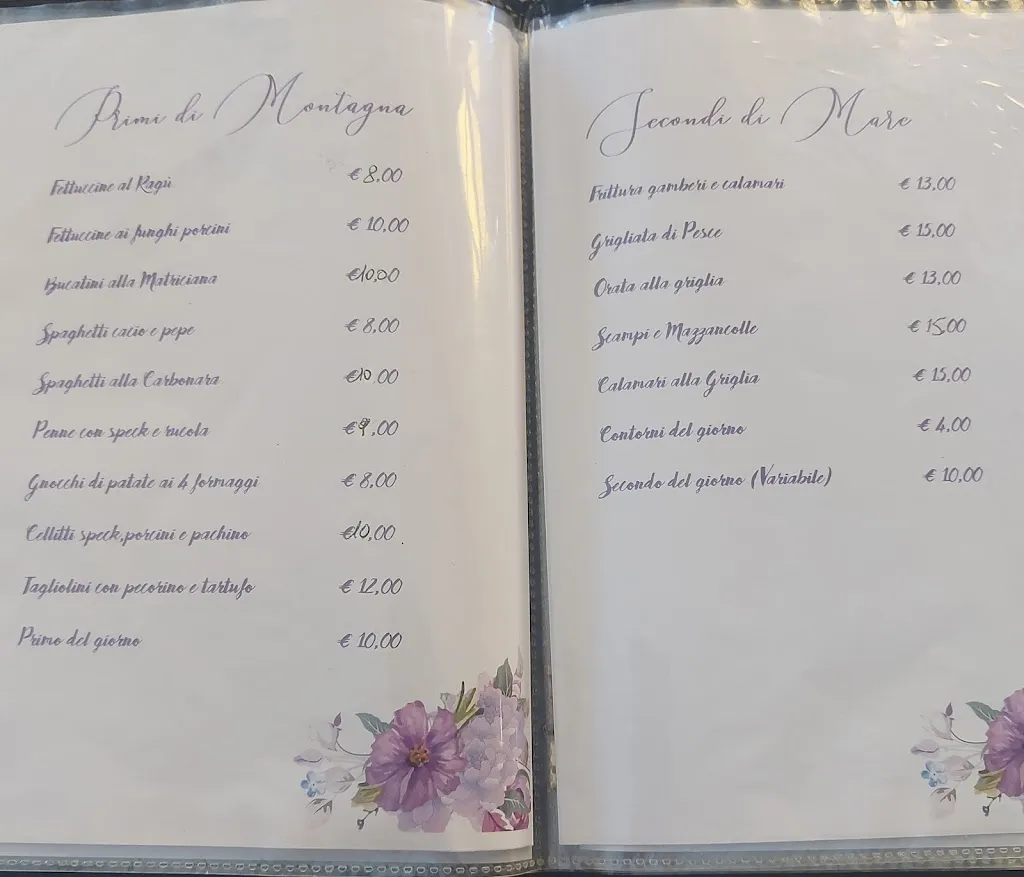 Primi di Montagna
Fettuccine al Ragù € 8,00
Fettuccine ai funghi porcini € 10,00
Bucatini alla Matriciana €10,00
Spaghetti cacio e pepe € 8,00
Spaghetti alla Carbonara €10.00
Penne con speck e rucola €9,00
Gnocchi di patate ai 4 formaggi € 8,00
Cellitti speck,porcini e pachino €10,00
Tagliolini con pecorino e tartufo € 12,00
Primo del giorno € 10,00
Secondi di Mare
Frittura gamberi e calamari € 13,00
Grigliata di Pesce € 15,00
Orata alla griglia € 13,00
Scampi e Mazzancolle € 15,00
Calamari alla Griglia € 15,00
Contorni del giorno € 4,00
Secondo del giorno (Variabile) € 10,00